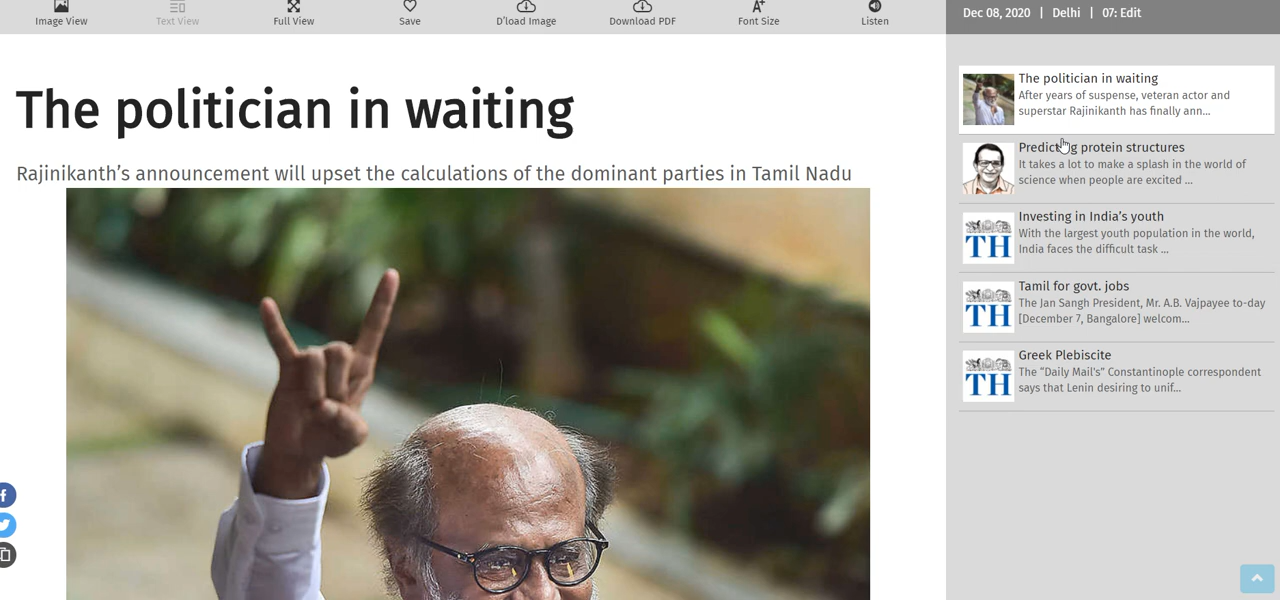 Image View
Text View
Full View
Save
D'load Image
Download PDF
Font Size
Listen
Dec 08, 2020 | Delhi | 07: Edit
The politician in waiting
Rajinikanth's announcement will upset the calculations of the dominant parties in Tamil Nadu
The politician in waiting
After years of suspense, veteran actor and
superstar Rajinikanth has finally ann...
Predicting protein structures
It takes a lot to make a splash in the world of
science when people are excited ...
TH
Investing in India's youth
With the largest youth population in the world,
India faces the difficult task ...
TH
Tamil for govt. jobs
The Jan Sangh President, Mr. A.B. Vajpayee to-day
[December 7, Bangalore] welcom...
TH
Greek Plebiscite
The “Daily Mail's” Constantinople correspondent
says that Lenin desiring to unif...